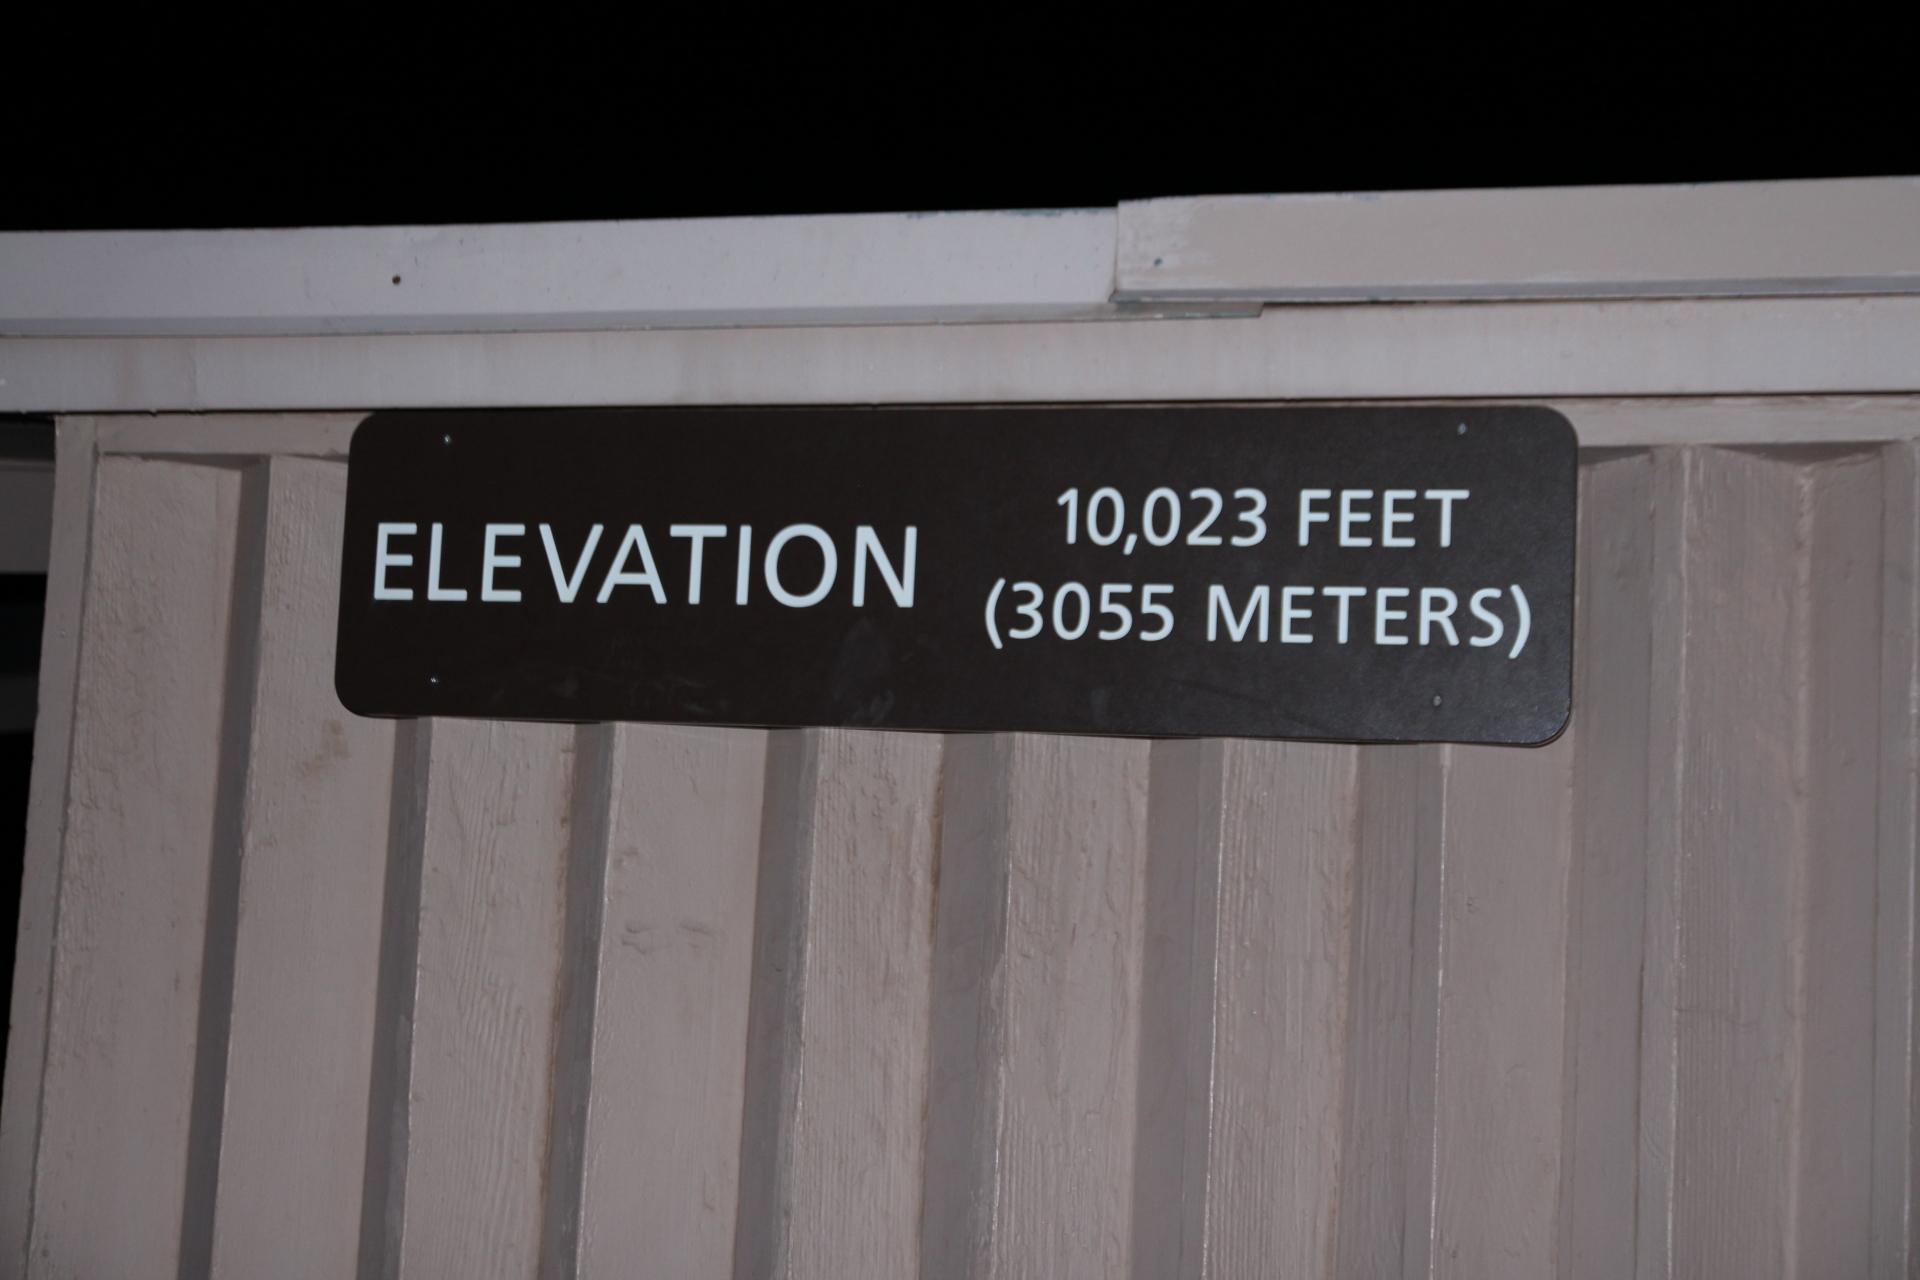 ELEVATION
10,023 FEET
(3055 METERS)